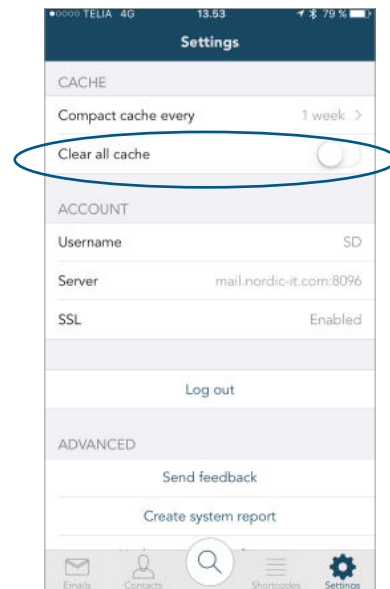 TELIA 4G 13.53 79 %
Settings
CACHE
Compact cache every 1 week >
Clear all cache
ACCOUNT
Username SD
Server mail.nordic-it.com:8096
SSL Enabled
Log out
ADVANCED
Send feedback
Create system report
Emails Contacts Shortcodes Settings